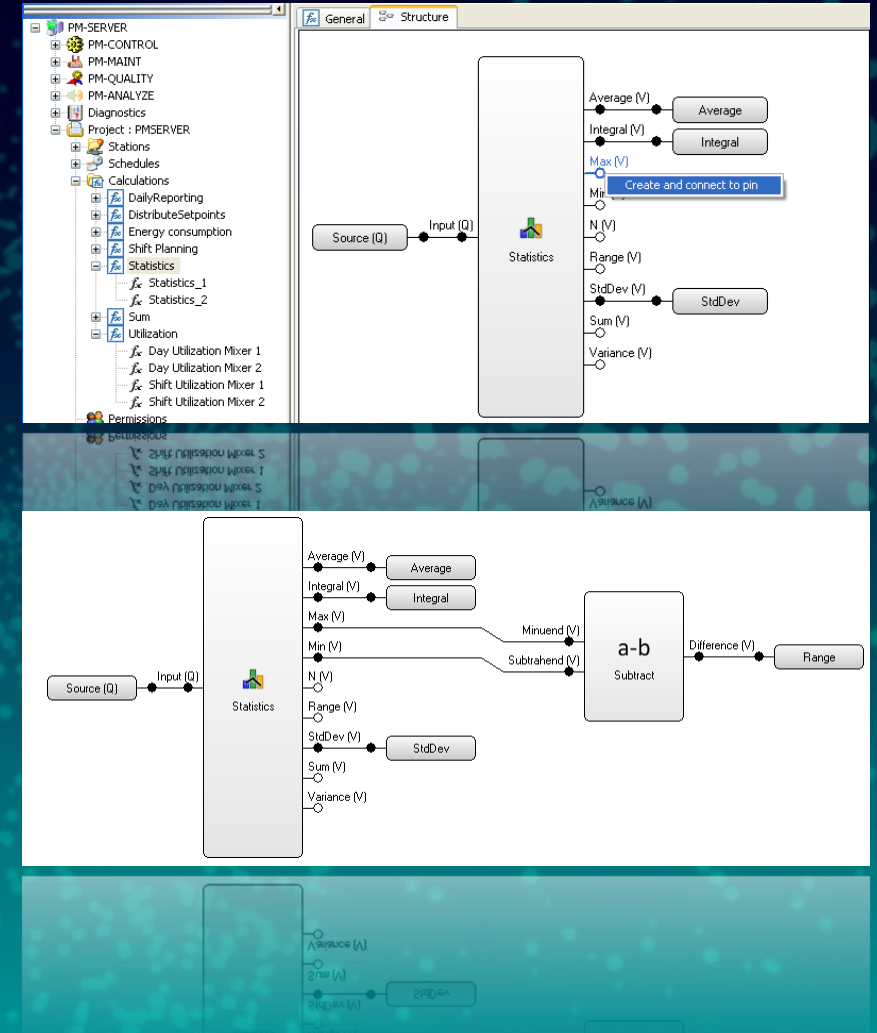 PM-SERVER
PM-CONTROL
PM-MAINT
PM-QUALITY
PM-ANALYZE
Diagnostics
Project : PMSERVER
Stations
Schedules
Calculations
DailyReporting
DistributeSetpoints
Energy consumption
Shift Planning
Statistics
Statistics_1
Statistics_2
Sum
Utilization
Day Utilization Mixer 1
Day Utilization Mixer 2
Shift Utilization Mixer 1
Shift Utilization Mixer 2
Permissions
General
Structure
Source (Q)
Input (Q)
Statistics
Average (V)
Average
Integral (V)
Integral
Max (V)
Create and connect to pin
N (V)
Range (V)
StdDev (V)
StdDev
Sum (V)
Variance (V)
Source (Q)
Input (Q)
Statistics
Average (V)
Average
Integral (V)
Integral
Max (V)
Min (V)
N (V)
Range (V)
StdDev (V)
StdDev
Sum (V)
Variance (V)
Minuend (V)
Subtrahend (V)
a-b
Subtract
Difference (V)
Range